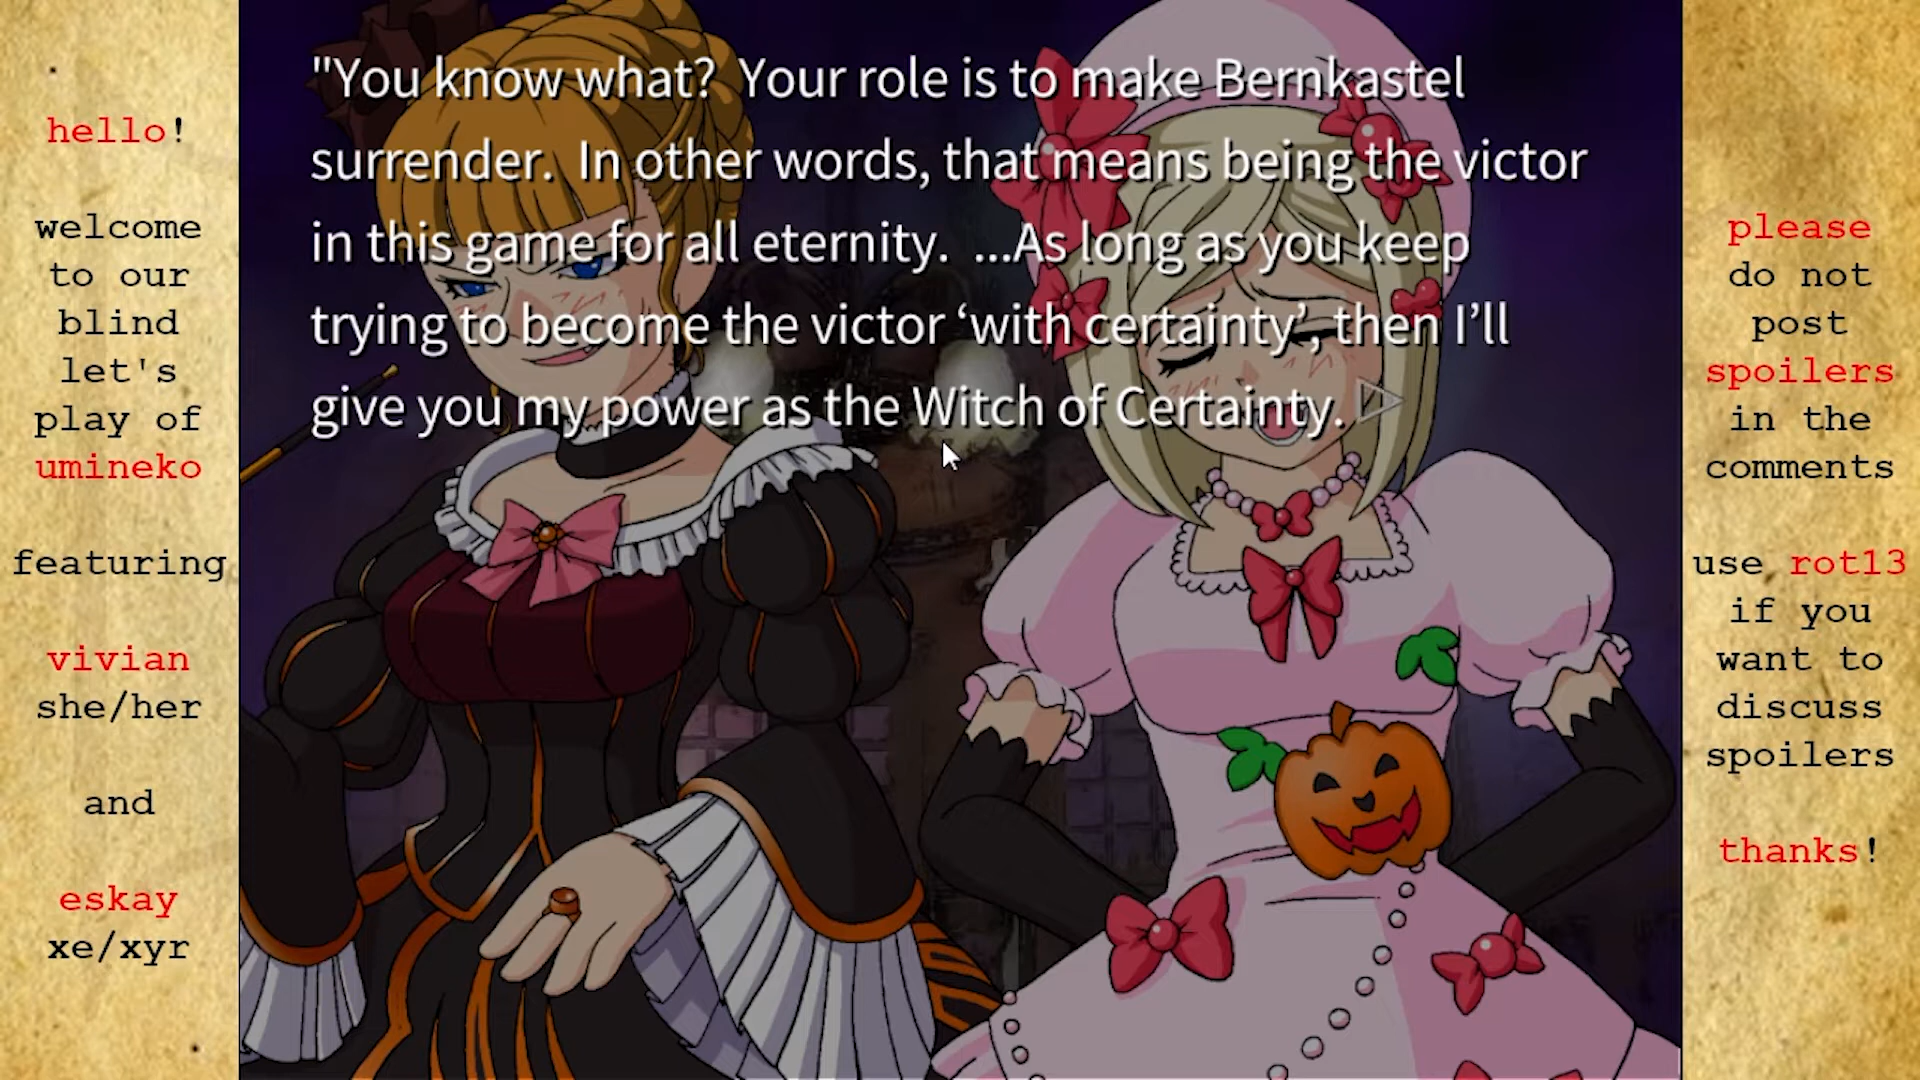 hello!
welcome
to our
blind
let's
play of
umineko
featuring
vivian
she/her
and
eskay
xe/xyr
"You know what?  Your role is to make Bernkastel
surrender.  In other words, that means being the victor
in this game for all eternity.  ...As long as you keep
trying to become the victor ‘with certainty’, then I’ll
give you my power as the Witch of Certainty.
please
do not
post
spoilers
in the
comments
use rot13
if you
want to
discuss
spoilers
thanks!